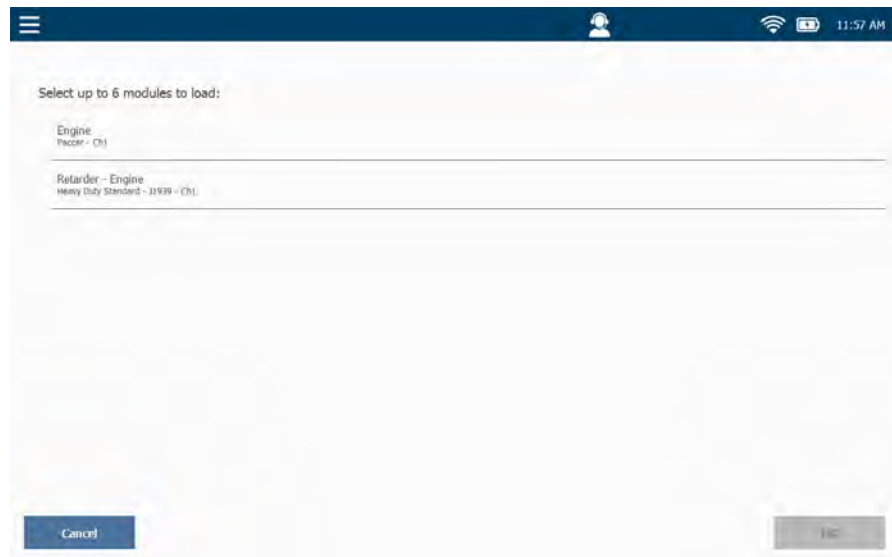 11:57 AM
Select up to 6 modules to load:
Engine
Paccar - Ch1
Retarder - Engine
Heavy Duty Standard - J1939 - Ch1
Cancel